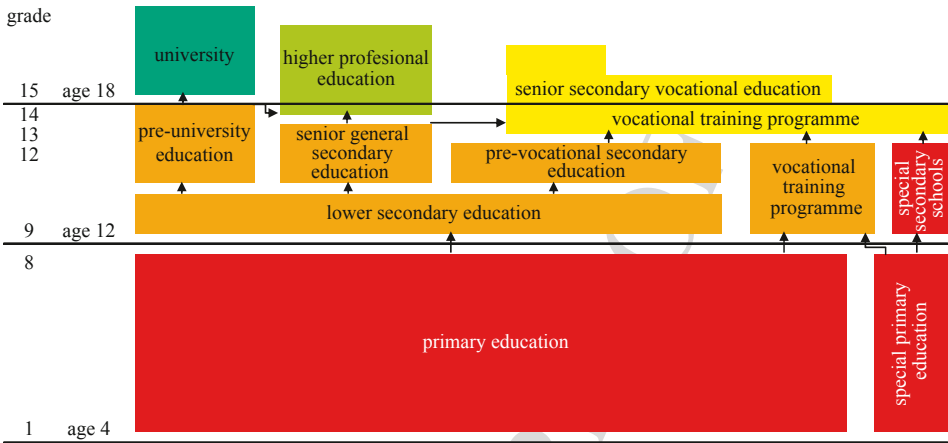 grade
university
higher profesional
education
15 age 18
senior secondary vocational education
14
13
12
pre-university
education
senior general
secondary
education
vocational training programme
pre-vocational secondary
education
vocational
training
programme
special
secondary
schools
lower secondary education
9 age 12
8
primary education
special primary
education
1 age 4